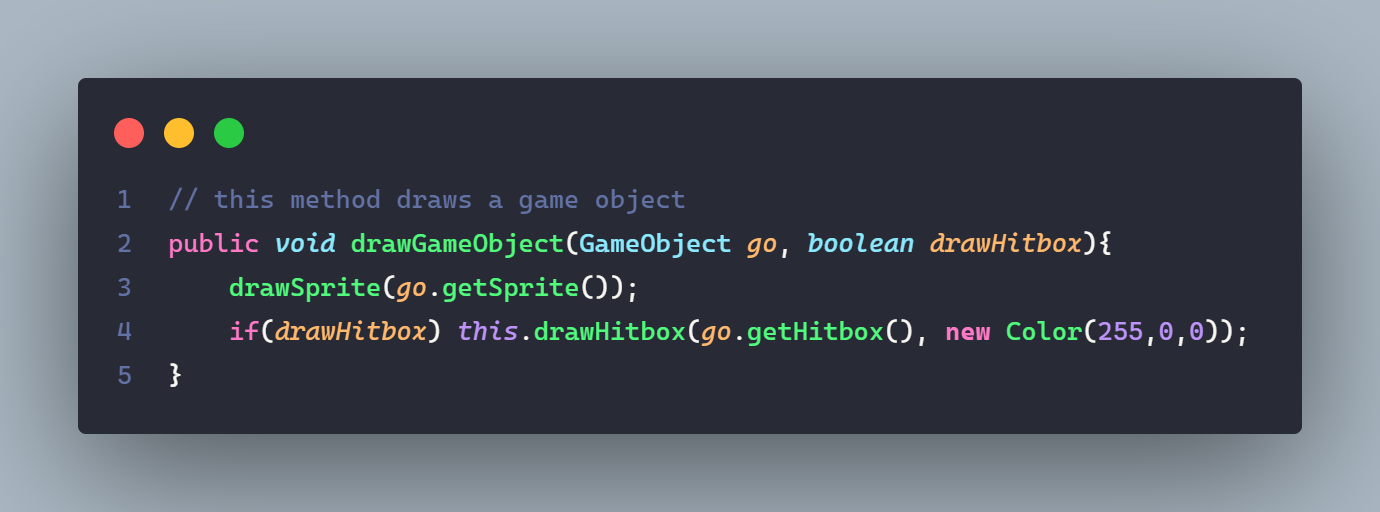 1 // this method draws a game object
2 public void drawGameObject(GameObject go, boolean drawHitbox){
3     drawSprite(go.getSprite());
4     if(drawHitbox) this.drawHitbox(go.getHitbox(), new Color(255,0,0));
5 }